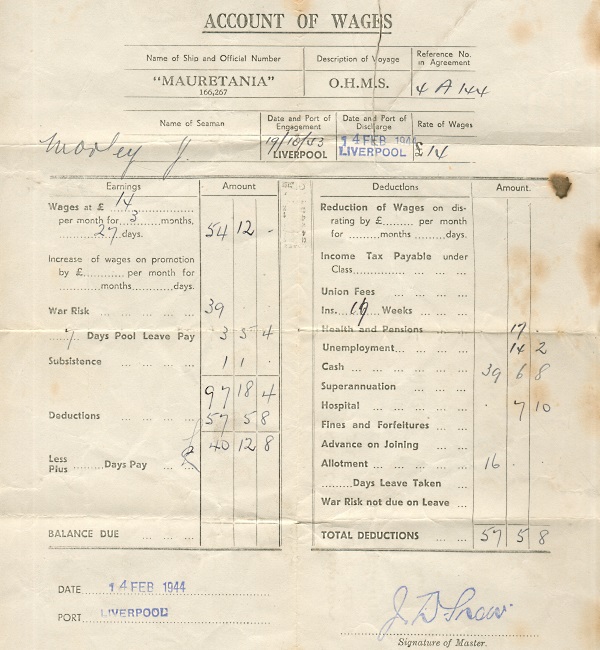 ACCOUNT OF WAGES
Name of Ship and Official Number
Description of Voyage
Reference No. in Agreement
"MAURETANIA"
166,267
O.H.M.S.
4 A 144
Name of Seaman
Date and Port of Engagement
Date and Port of Discharge
Rate of Wages
Morley J.
19/10/43 LIVERPOOL
14 FEB 1944 LIVERPOOL
£ 14
Earnings
Amount
Wages at £ 14
per month for 3 months,
27 days.
54 12 .
Increase of wages on promotion
by £ per month for
months, days.
War Risk
39
7 Days Pool Leave Pay
3 5 4
Subsistence
1 1 .
97 18 4
Deductions
57 5 8
40 12 8
Less
Plus Days Pay
BALANCE DUE
Deductions
Amount.
Reduction of Wages on dis-
rating by £ per month
for months days.
Income Tax Payable under
Class
Union Fees
Ins. Weeks
Health and Pensions
17 .
Unemployment
14 2
Cash
39 6 8
Superannuation
Hospital
7 10
Fines and Forfeitures
Advance on Joining
Allotment
16 . .
Days Leave Taken
War Risk not due on Leave
TOTAL DEDUCTIONS
57 5 8
DATE 14 FEB 1944
PORT LIVERPOOL
Signature of Master.